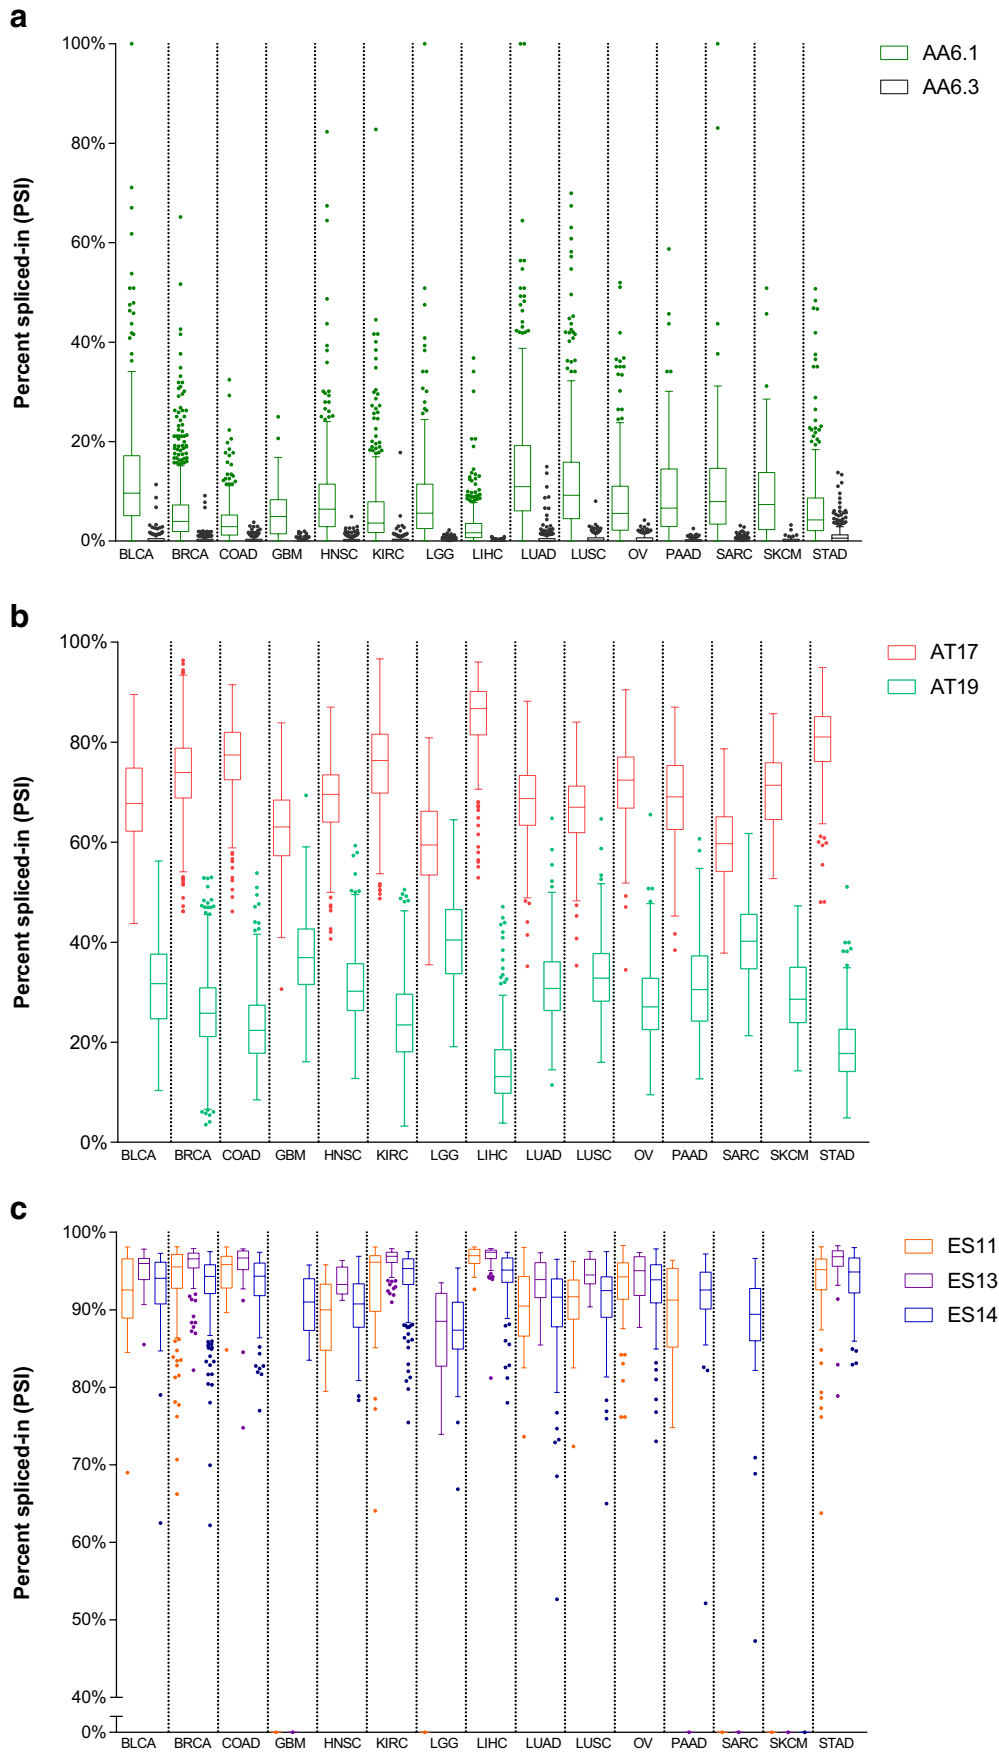 a
AA6.1
AA6.3
Percent spliced-in (PSI)
100%
80%
60%
40%
20%
0%
BLCA BRCA COAD GBM HNSC KIRC LGG LIHC LUAD LUSC OV PAAD SARC SKCM STAD
b
AT17
AT19
Percent spliced-in (PSI)
100%
80%
60%
40%
20%
0%
BLCA BRCA COAD GBM HNSC KIRC LGG LIHC LUAD LUSC OV PAAD SARC SKCM STAD
c
ES11
ES13
ES14
Percent spliced-in (PSI)
100%
90%
80%
70%
60%
50%
40%
0%
BLCA BRCA COAD GBM HNSC KIRC LGG LIHC LUAD LUSC OV PAAD SARC SKCM STAD